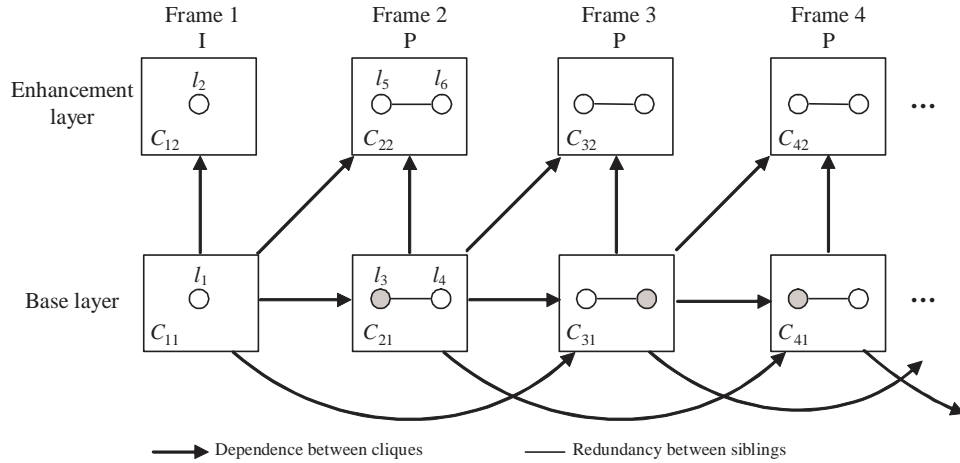 Frame 1 Frame 2 Frame 3 Frame 4
I P P P
Enhancement layer
l2 l5 l6
C12 C22 C32 C42
...
Base layer
l1 l3 l4
C11 C21 C31 C41
...
Dependence between cliques Redundancy between siblings